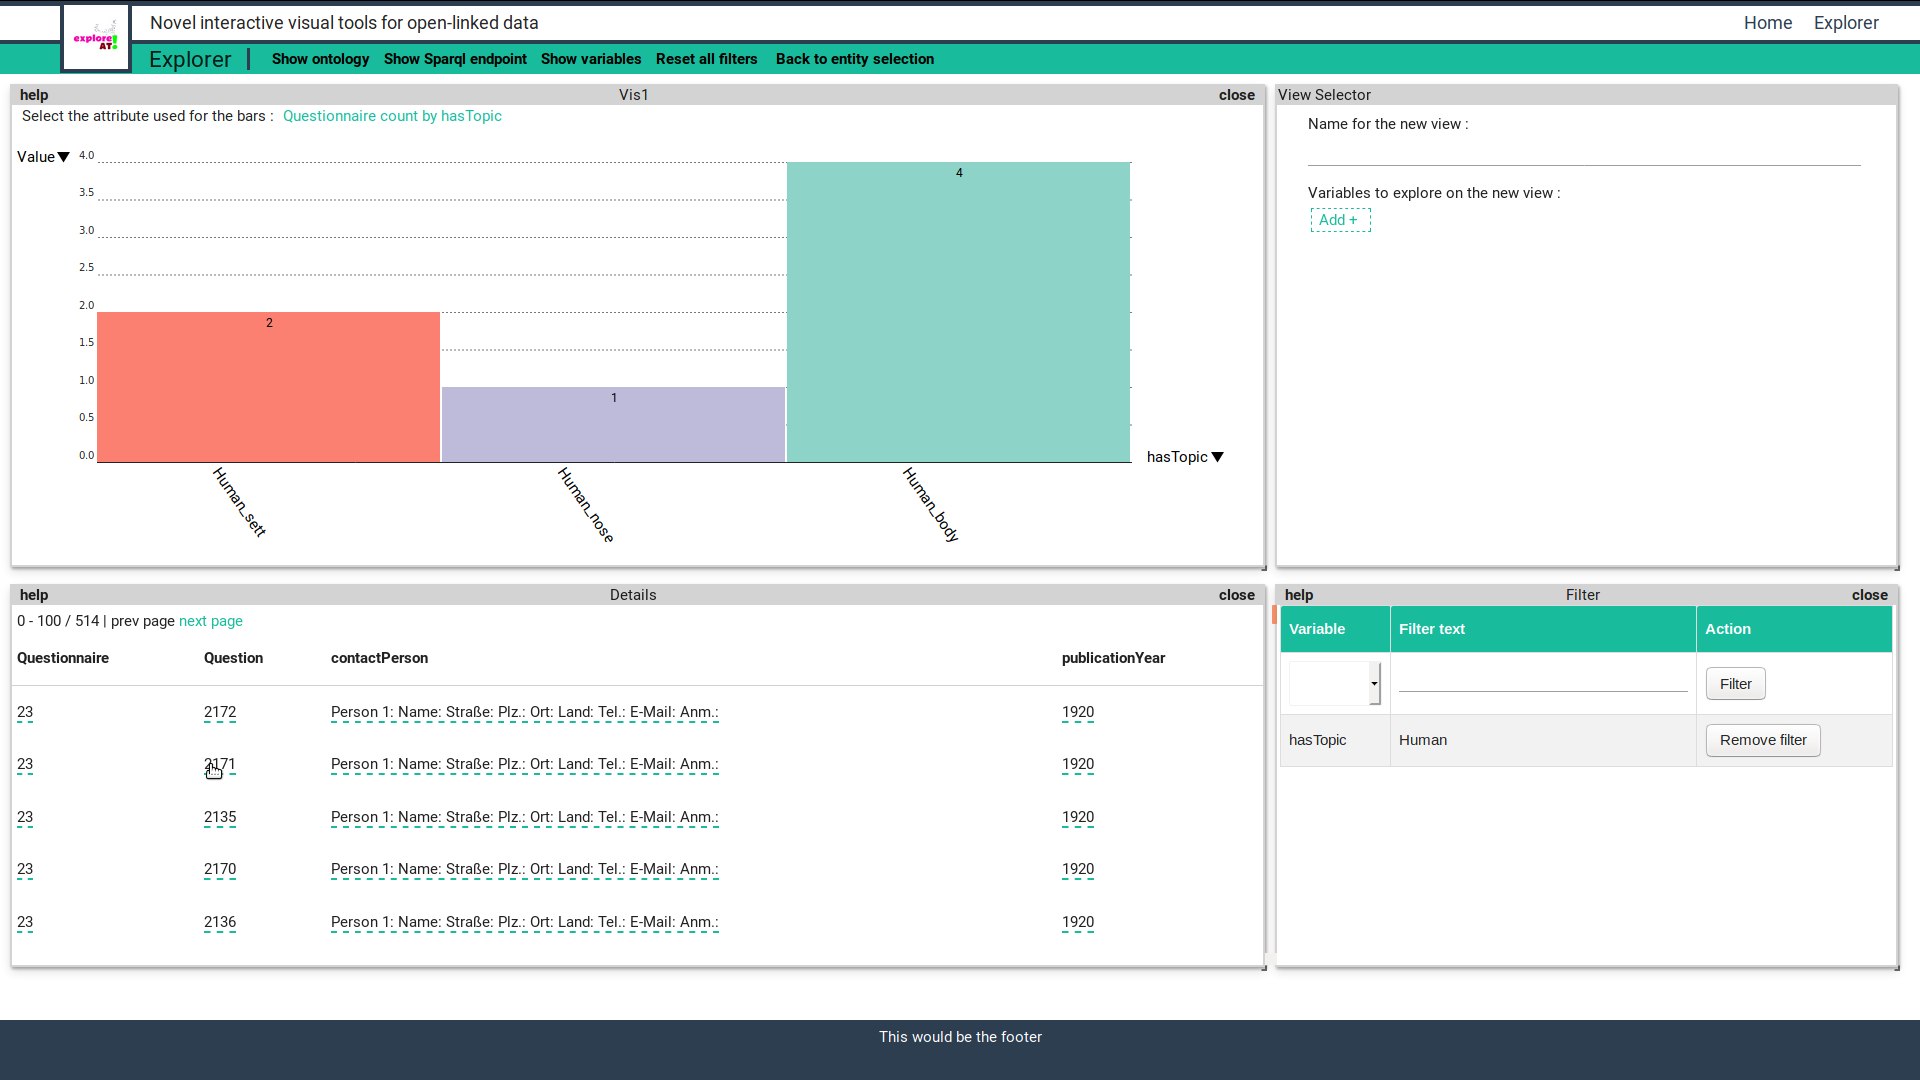 Novel interactive visual tools for open-linked data
Home Explorer
explore!
AT
Explorer | Show ontology Show Sparql endpoint Show variables Reset all filters Back to entity selection
help Vis1 close
Select the attribute used for the bars : Questionnaire count by hasTopic
Value▼
4.0
3.5
3.0
2.5
2.0
1.5
1.0
0.5
0.0
2
1
4
Human_sett
Human_nose
Human_body
hasTopic▼
View Selector
Name for the new view :
Variables to explore on the new view :
Add +
help Details close
0 - 100 / 514 | prev page next page
Questionnaire Question contactPerson publicationYear
23 2172 Person 1: Name: Straße: Plz.: Ort: Land: Tel.: E-Mail: Anm.: 1920
23 2171 Person 1: Name: Straße: Plz.: Ort: Land: Tel.: E-Mail: Anm.: 1920
23 2135 Person 1: Name: Straße: Plz.: Ort: Land: Tel.: E-Mail: Anm.: 1920
23 2170 Person 1: Name: Straße: Plz.: Ort: Land: Tel.: E-Mail: Anm.: 1920
23 2136 Person 1: Name: Straße: Plz.: Ort: Land: Tel.: E-Mail: Anm.: 1920
help Filter close
Variable Filter text Action
Filter
hasTopic Human Remove filter
This would be the footer